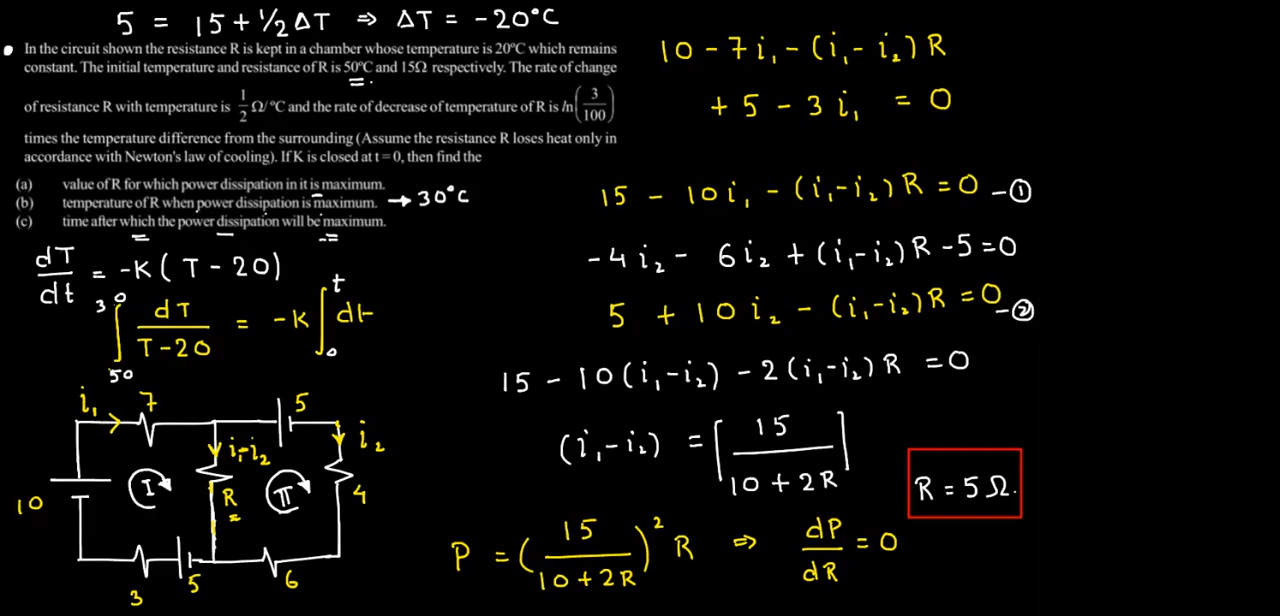 5 = 15 + 1/2 ΔT ⇒ ΔT = -20°C
• In the circuit shown the resistance R is kept in a chamber whose temperature is 20°C which remains
constant. The initial temperature and resistance of R is 50°C and 15Ω respectively. The rate of change
of resistance R with temperature is 1/2 Ω/°C and the rate of decrease of temperature of R is ln(3/100)
times the temperature difference from the surrounding (Assume the resistance R loses heat only in
accordance with Newton's law of cooling). If K is closed at t=0, then find the
(a) value of R for which power dissipation in it is maximum.
(b) temperature of R when power dissipation is maximum. → 30°C
(c) time after which the power dissipation will be maximum.
dT/dt = -K(T - 20)
∫_50^30 dT/(T-20) = -K ∫_0^t dt
i₁ 7 5 i₂
i₁-i₂
10 I R II 4
3 5 6
10 - 7i₁ - (i₁-i₂)R
+ 5 - 3i₁ = 0
15 - 10i₁ - (i₁-i₂)R = 0 -①
-4i₂ - 6i₂ + (i₁-i₂)R - 5 = 0
5 + 10i₂ - (i₁-i₂)R = 0 -②
15 - 10(i₁-i₂) - 2(i₁-i₂)R = 0
(i₁-i₂) = [15/(10+2R)]
R = 5Ω.
P = (15/(10+2R))² R ⇒ dP/dR = 0